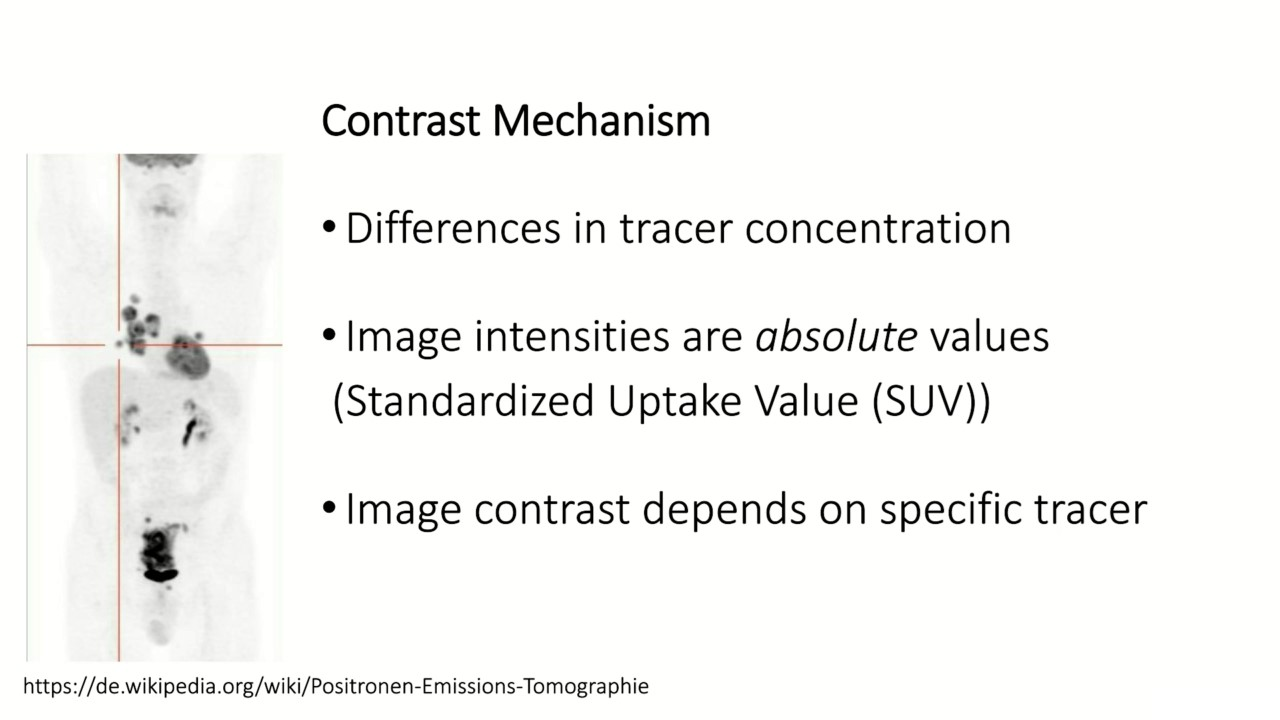 Contrast Mechanism
• Differences in tracer concentration
• Image intensities are absolute values
(Standardized Uptake Value (SUV))
• Image contrast depends on specific tracer
https://de.wikipedia.org/wiki/Positronen-Emissions-Tomographie